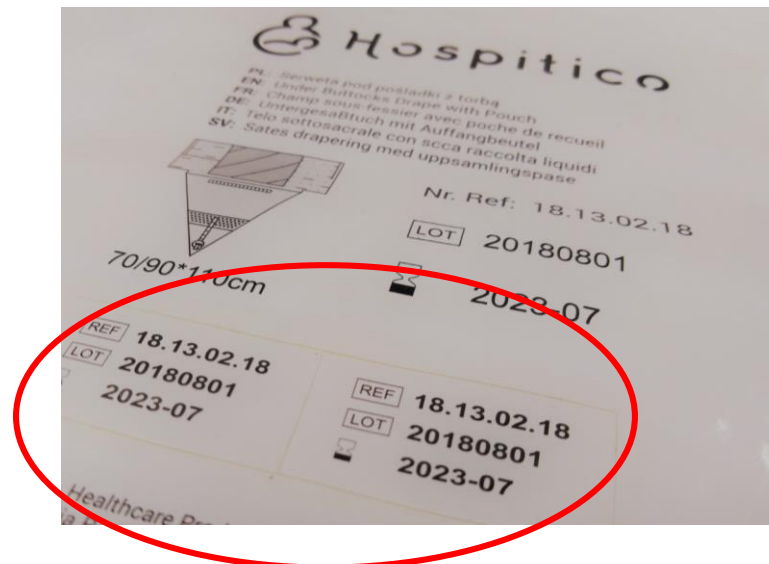 Hospitico
PL: Serweta pod pośladki z torbą
EN: Under Buttocks Drape with Pouch
FR: Champ sous-fessier avec poche de recueil
DE: Untergesäßtuch mit Auffangbeutel
IT: Telo sottosacrale con scca raccolta liquidi
SV: Sates drapering med uppsamlingspase
Nr. Ref: 18.13.02.18
LOT 20180801
2023-07
70/90*110cm
REF 18.13.02.18
LOT 20180801
2023-07
REF 18.13.02.18
LOT 20180801
2023-07
Healthcare